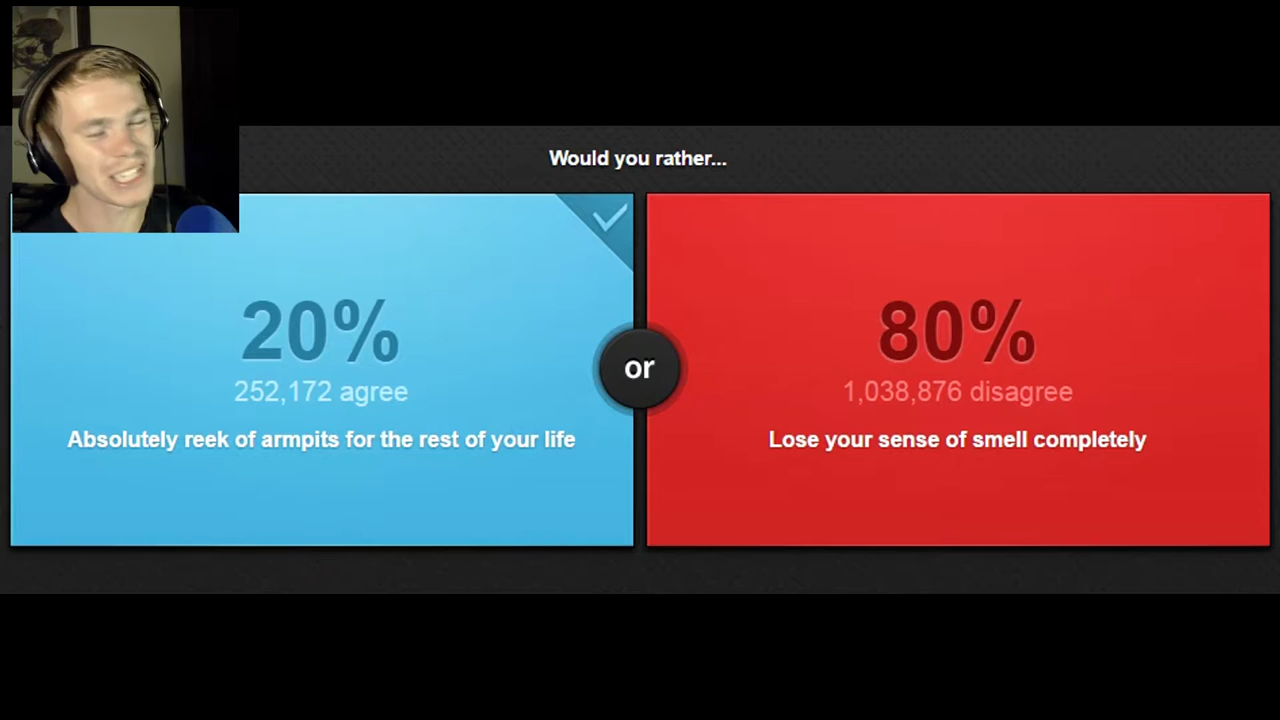 Would you rather...
20%
252,172 agree
Absolutely reek of armpits for the rest of your life
or
80%
1,038,876 disagree
Lose your sense of smell completely